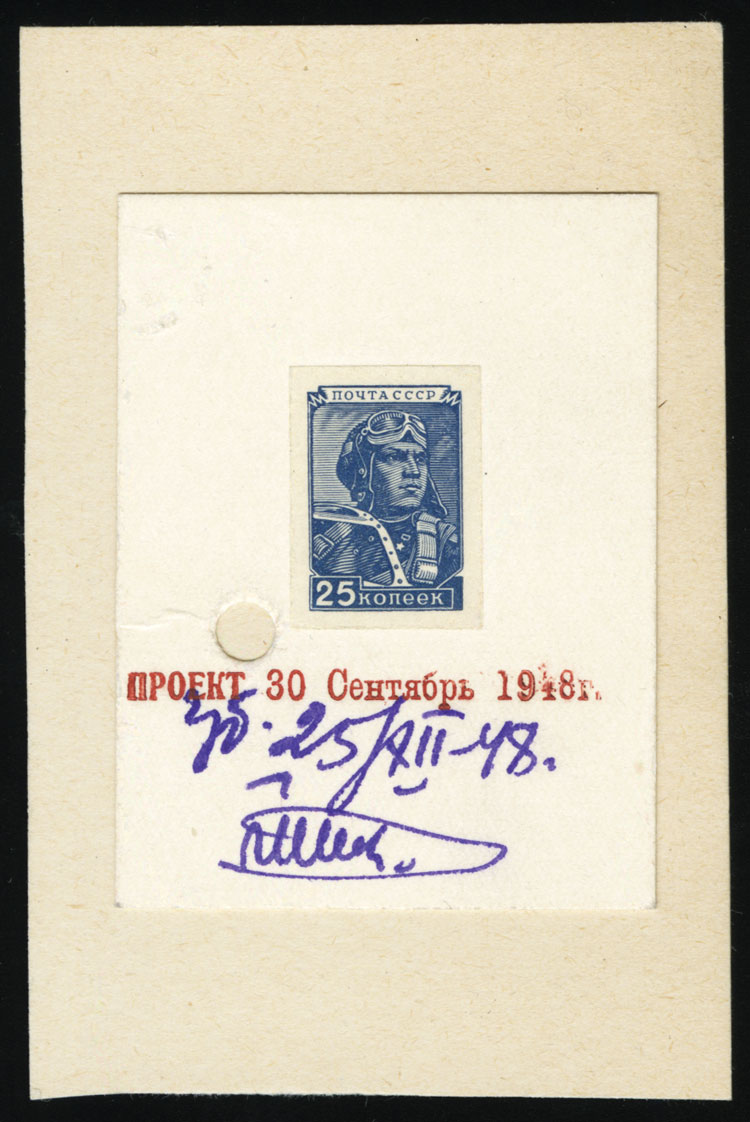 ПОЧТА СССР
25 копеек
ПРОЕКТ 30 Сентябрь 1948г.
25/XII-48.